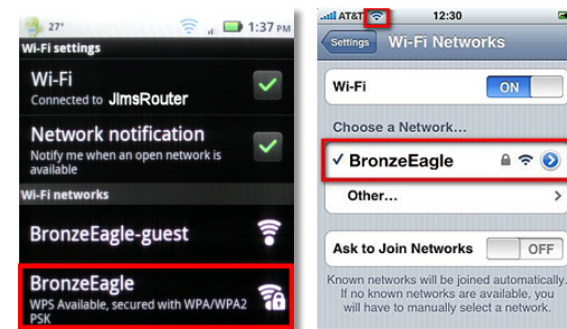 27°
1:37 PM
Wi-Fi settings
Wi-Fi
Connected to JimsRouter
Network notification
Notify me when an open network is
available
Wi-Fi networks
BronzeEagle-guest
BronzeEagle
WPS Available, secured with WPA/WPA2
PSK
AT&T
12:30
Settings
Wi-Fi Networks
Wi-Fi
ON
Choose a Network...
✓ BronzeEagle
Other...
Ask to Join Networks
OFF
Known networks will be joined automatically.
If no known networks are available, you
will have to manually select a network.